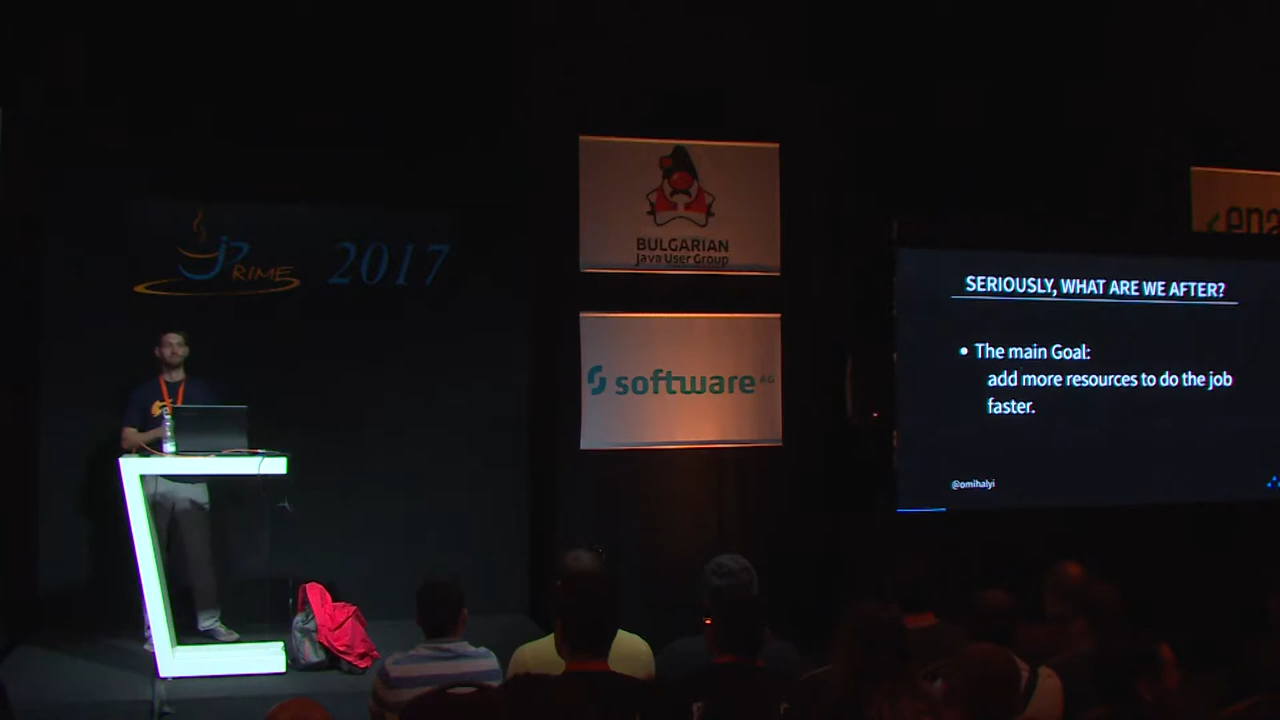 JPRIME 2017
BULGARIAN
Java User Group
software AG
SERIOUSLY, WHAT ARE WE AFTER?
• The main Goal:
add more resources to do the job
faster.
@omihalyi